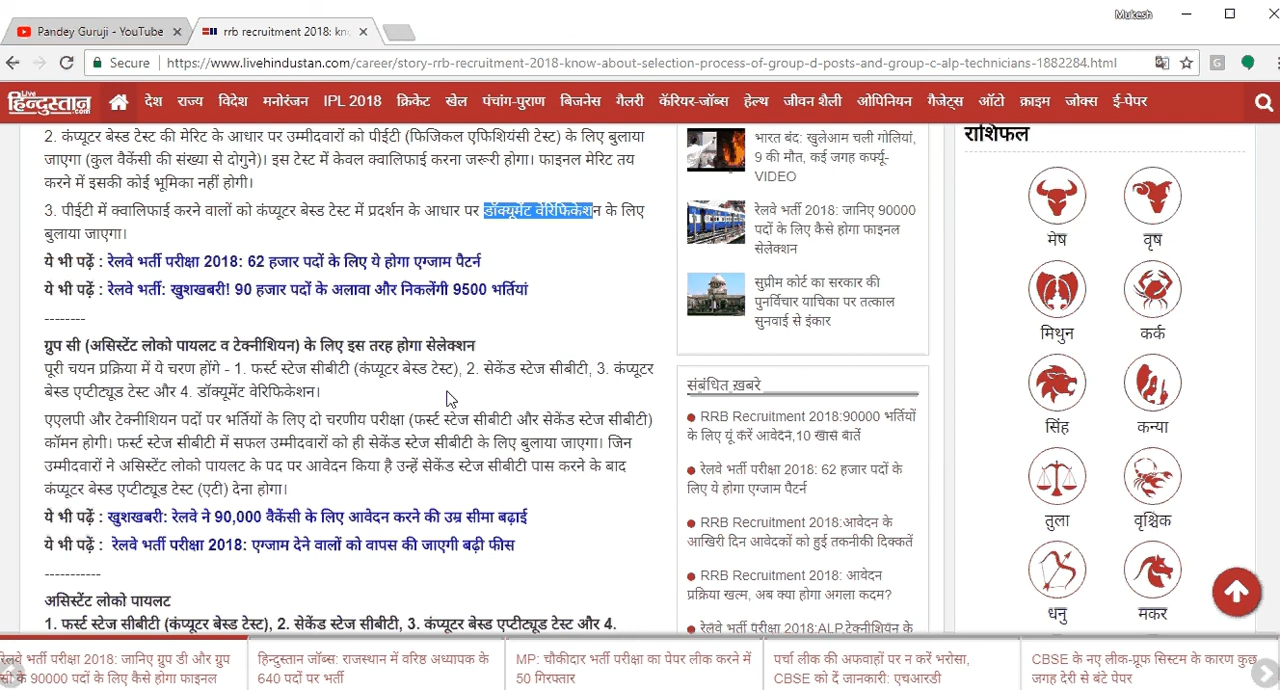 Mukesh
Pandey Guruji - YouTube
rrb recruitment 2018: kn
Secure
https://www.livehindustan.com/career/story-rrb-recruitment-2018-know-about-selection-process-of-group-d-posts-and-group-c-alp-technicians-1882284.html
Live हिन्दुस्तान .com
देश राज्य विदेश मनोरंजन IPL 2018 क्रिकेट खेल पंचांग-पुराण बिजनेस गैलरी कॅरियर-जॉब्स हेल्थ जीवन शैली ओपिनियन गैजेट्स ऑटो क्राइम जोक्स ई-पेपर
2. कंप्यूटर बेस्ड टेस्ट की मेरिट के आधार पर उम्मीदवारों को पीईटी (फिजिकल एफिशियंसी टेस्ट) के लिए बुलाया
जाएगा (कुल वैकेंसी की संख्या से दोगुने)। इस टेस्ट में केवल क्वालिफाई करना जरूरी होगा। फाइनल मेरिट तय
करने में इसकी कोई भूमिका नहीं होगी।
3. पीईटी में क्वालिफाई करने वालों को कंप्यूटर बेस्ड टेस्ट में प्रदर्शन के आधार पर डॉक्यूमेंट वेरिफिकेशन के लिए
बुलाया जाएगा।
ये भी पढ़ें : रेलवे भर्ती परीक्षा 2018: 62 हजार पदों के लिए ये होगा एग्जाम पैटर्न
ये भी पढ़ें : रेलवे भर्ती: खुशखबरी! 90 हजार पदों के अलावा और निकलेंगी 9500 भर्तियां
--------
ग्रुप सी (असिस्टेंट लोको पायलट व टेक्नीशियन) के लिए इस तरह होगा सेलेक्शन
पूरी चयन प्रक्रिया में ये चरण होंगे - 1. फर्स्ट स्टेज सीबीटी (कंप्यूटर बेस्ड टेस्ट), 2. सेकेंड स्टेज सीबीटी, 3. कंप्यूटर
बेस्ड एप्टीट्यूड टेस्ट और 4. डॉक्यूमेंट वेरिफिकेशन।
एएलपी और टेक्नीशियन पदों पर भर्तियों के लिए दो चरणीय परीक्षा (फर्स्ट स्टेज सीबीटी और सेकेंड स्टेज सीबीटी)
कॉमन होगी। फर्स्ट स्टेज सीबीटी में सफल उम्मीदवारों को ही सेकेंड स्टेज सीबीटी के लिए बुलाया जाएगा। जिन
उम्मीदवारों ने असिस्टेंट लोको पायलट के पद पर आवेदन किया है उन्हें सेकेंड स्टेज सीबीटी पास करने के बाद
कंप्यूटर बेस्ड एप्टीट्यूड टेस्ट (एटी) देना होगा।
ये भी पढ़ें : खुशखबरी: रेलवे ने 90,000 वैकेंसी के लिए आवेदन करने की उम्र सीमा बढ़ाई
ये भी पढ़ें : रेलवे भर्ती परीक्षा 2018: एग्जाम देने वालों को वापस की जाएगी बढ़ी फीस
-----------
असिस्टेंट लोको पायलट
1. फर्स्ट स्टेज सीबीटी (कंप्यूटर बेस्ड टेस्ट), 2. सेकेंड स्टेज सीबीटी, 3. कंप्यूटर बेस्ड एप्टीट्यूड टेस्ट और 4.
भारत बंद: खुलेआम चली गोलियां,
9 की मौत, कई जगह कर्फ्यू-
VIDEO
रेलवे भर्ती 2018: जानिए 90000
पदों के लिए कैसे होगा फाइनल
सेलेक्शन
सुप्रीम कोर्ट का सरकार की
पुनर्विचार याचिका पर तत्काल
सुनवाई से इंकार
संबंधित ख़बरे
RRB Recruitment 2018:90000 भर्तियों
के लिए यूं करें आवेदन,10 खास बातें
रेलवे भर्ती परीक्षा 2018: 62 हजार पदों के
लिए ये होगा एग्जाम पैटर्न
RRB Recruitment 2018:आवेदन के
आखिरी दिन आवेदकों को हुई तकनीकी दिक्कतें
RRB Recruitment 2018: आवेदन
प्रक्रिया खत्म, अब क्या होगा अगला कदम?
रेलवे भर्ती परीक्षा 2018:ALP,टेक्नीशियन के
राशिफल
मेष वृष
मिथुन कर्क
सिंह कन्या
तुला वृश्चिक
धनु मकर
रेलवे भर्ती परीक्षा 2018: जानिए ग्रुप डी और ग्रुप
सी के 90000 पदों के लिए कैसे होगा फाइनल
हिन्दुस्तान जॉब्स: राजस्थान में वरिष्ठ अध्यापक के
640 पदों पर भर्ती
MP: चौकीदार भर्ती परीक्षा का पेपर लीक करने में
50 गिरफ्तार
पर्चा लीक की अफवाहों पर न करें भरोसा,
CBSE को दें जानकारी: एचआरडी
CBSE के नए लीक-प्रूफ सिस्टम के कारण कुछ
जगह देरी से बंटे पेपर